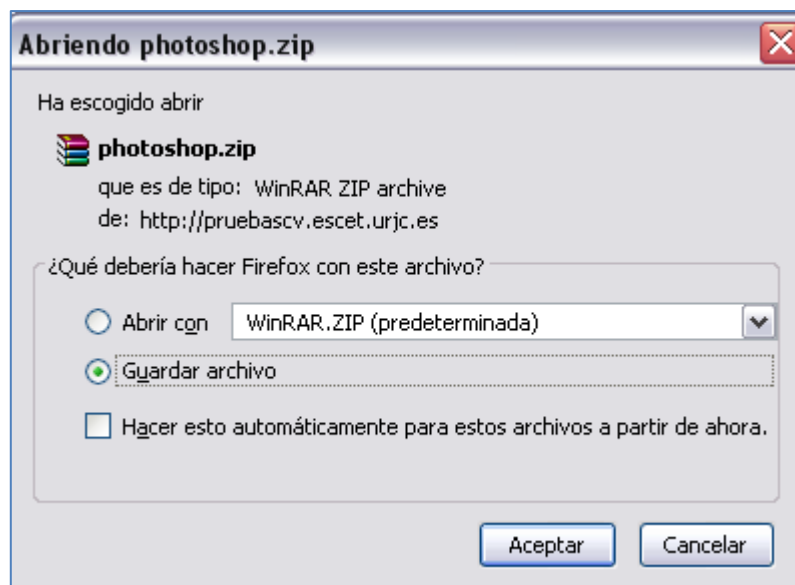 Abriendo photoshop.zip
Ha escogido abrir
photoshop.zip
que es de tipo: WinRAR ZIP archive
de: http://pruebascv.escet.urjc.es
¿Qué debería hacer Firefox con este archivo?
Abrir con WinRAR.ZIP (predeterminada)
Guardar archivo
Hacer esto automáticamente para estos archivos a partir de ahora.
Aceptar Cancelar